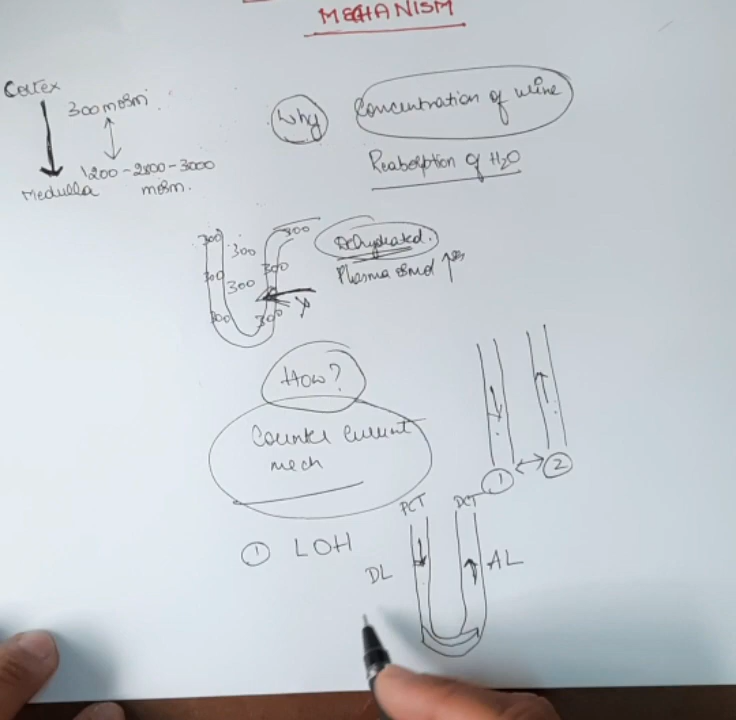 MECHANISM
Cortex
300 mosm
1200-2400-3000
Medulla mosm.
Why Concentration of urine
Reabsorption of H2O
300 300 300
300 300
300
300 300
Dehydrated.
Plasma osmol
How?
Counter Current
mech
1 2
PCT DCT
1 LOH
DL AL